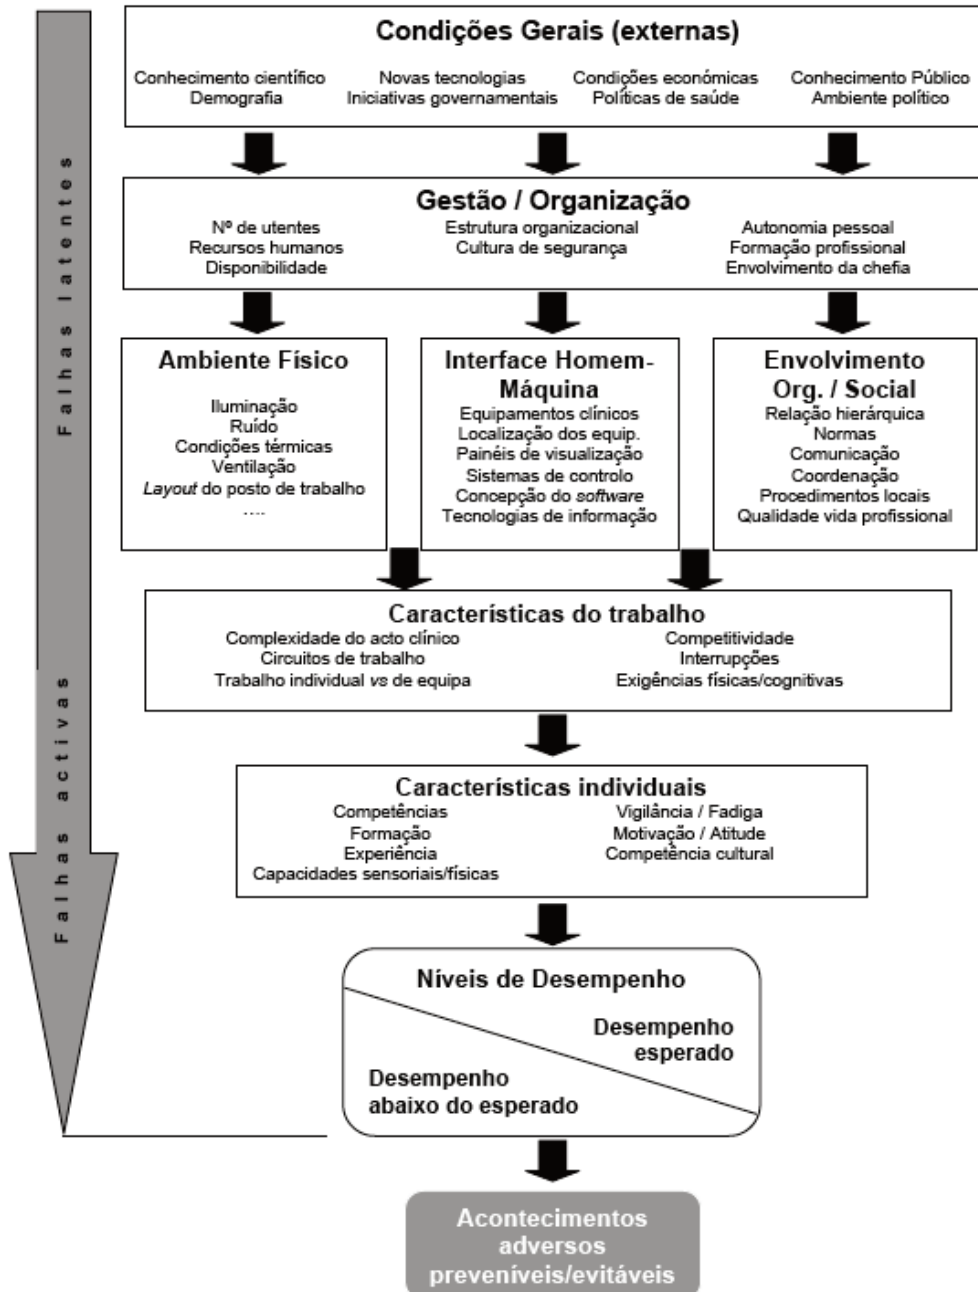 Condições Gerais (externas)
Conhecimento científico
Demografia
Novas tecnologias
Iniciativas governamentais
Condições económicas
Políticas de saúde
Conhecimento Público
Ambiente político
Gestão / Organização
Nº de utentes
Recursos humanos
Disponibilidade
Estrutura organizacional
Cultura de segurança
Autonomia pessoal
Formação profissional
Envolvimento da chefia
Ambiente Físico
Iluminação
Ruído
Condições térmicas
Ventilação
Layout do posto de trabalho
....
Interface Homem-
Máquina
Equipamentos clínicos
Localização dos equip.
Painéis de visualização
Sistemas de controlo
Concepção do software
Tecnologias de informação
Envolvimento
Org. / Social
Relação hierárquica
Normas
Comunicação
Coordenação
Procedimentos locais
Qualidade vida profissional
Características do trabalho
Complexidade do acto clínico
Circuitos de trabalho
Trabalho individual vs de equipa
Competitividade
Interrupções
Exigências físicas/cognitivas
Características individuais
Competências
Formação
Experiência
Capacidades sensoriais/físicas
Vigilância / Fadiga
Motivação / Atitude
Competência cultural
Níveis de Desempenho
Desempenho
esperado
Desempenho
abaixo do esperado
Acontecimentos
adversos
preveníveis/evitáveis
Falhas latentes
Falhas activas